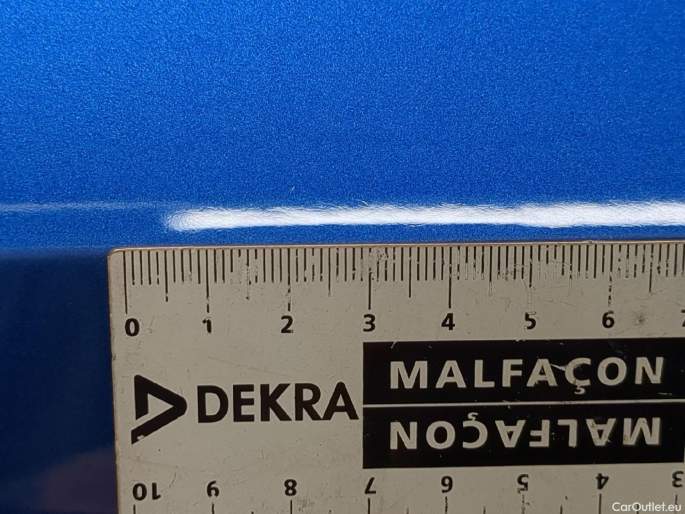 0 1 2 3 4 5 6
DEKRA MALFAÇON
MALFAÇON
10 9 8 7 6 5 4 3
CarOutlet.eu